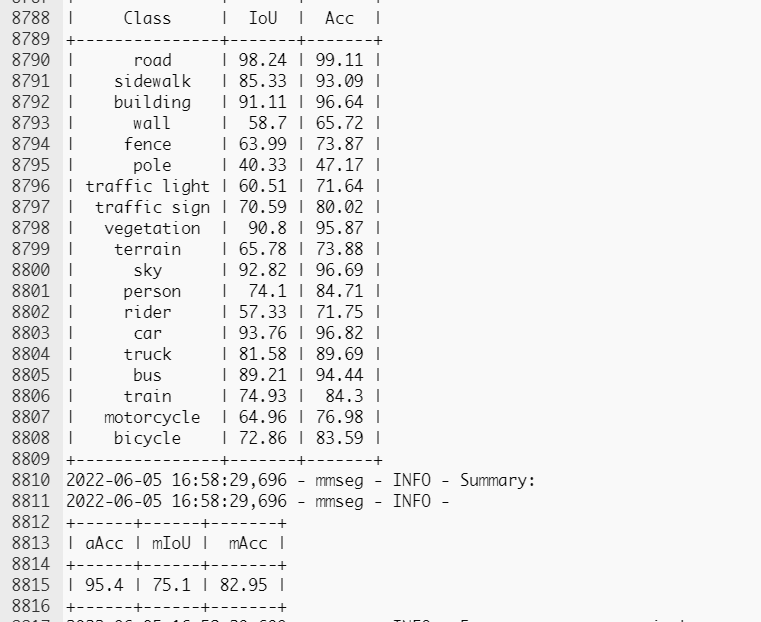 8788 |     Class     |  IoU  |  Acc  |
8789 +---------------+-------+-------+
8790 |      road     | 98.24 | 99.11 |
8791 |    sidewalk   | 85.33 | 93.09 |
8792 |    building   | 91.11 | 96.64 |
8793 |      wall     |  58.7 | 65.72 |
8794 |     fence     | 63.99 | 73.87 |
8795 |      pole     | 40.33 | 47.17 |
8796 | traffic light | 60.51 | 71.64 |
8797 |  traffic sign | 70.59 | 80.02 |
8798 |   vegetation  |  90.8 | 95.87 |
8799 |    terrain    | 65.78 | 73.88 |
8800 |      sky      | 92.82 | 96.69 |
8801 |     person    |  74.1 | 84.71 |
8802 |     rider     | 57.33 | 71.75 |
8803 |      car      | 93.76 | 96.82 |
8804 |     truck     | 81.58 | 89.69 |
8805 |      bus      | 89.21 | 94.44 |
8806 |     train     | 74.93 |  84.3 |
8807 |   motorcycle  | 64.96 | 76.98 |
8808 |    bicycle    | 72.86 | 83.59 |
8809 +---------------+-------+-------+
8810 2022-06-05 16:58:29,696 - mmseg - INFO - Summary:
8811 2022-06-05 16:58:29,696 - mmseg - INFO -
8812 +------+------+-------+
8813 | aAcc | mIoU |  mAcc |
8814 +------+------+-------+
8815 | 95.4 | 75.1 | 82.95 |
8816 +------+------+-------+